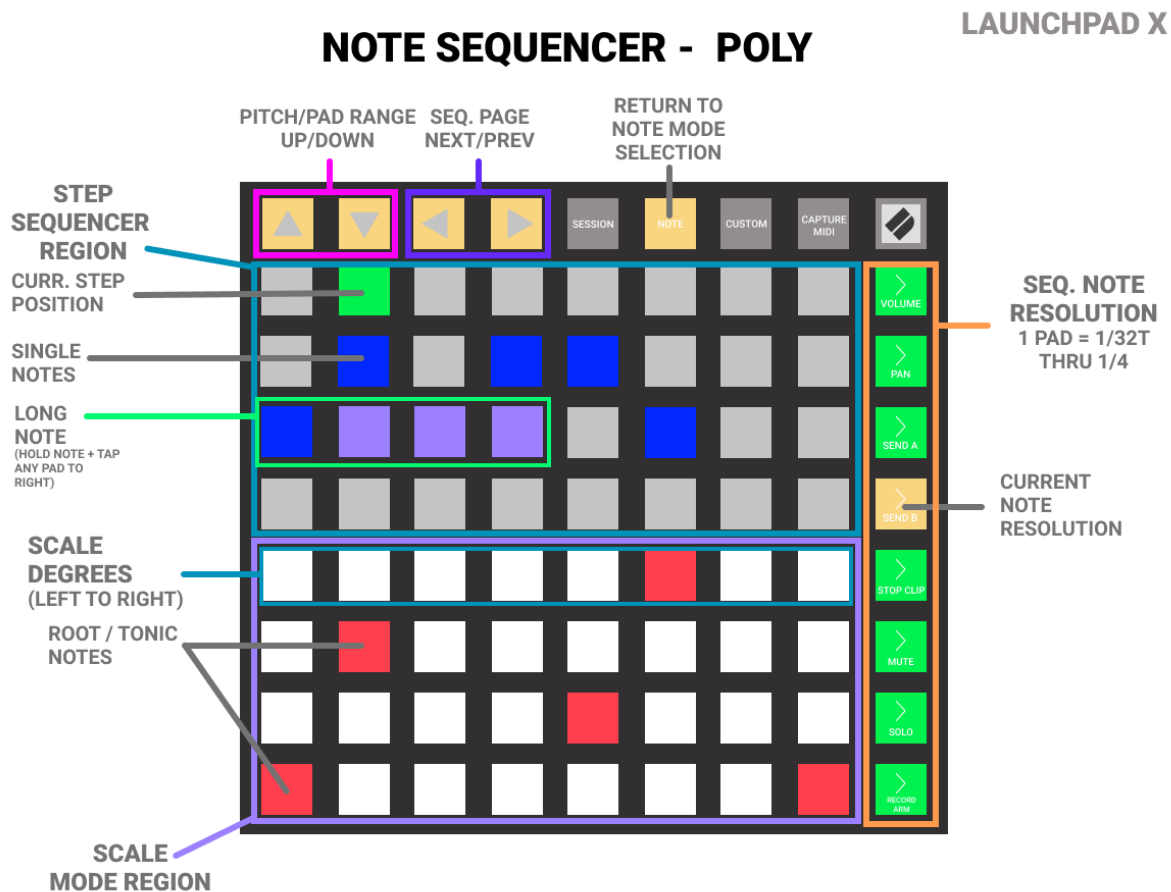 LAUNCHPAD X
NOTE SEQUENCER - POLY
PITCH/PAD RANGE
UP/DOWN
SEQ. PAGE
NEXT/PREV
RETURN TO
NOTE MODE
SELECTION
STEP
SEQUENCER
REGION
SESSION
NOTE
CUSTOM
CAPTURE
MIDI
CURR. STEP
POSITION
VOLUME
SEQ. NOTE
RESOLUTION
1 PAD = 1/32T
THRU 1/4
SINGLE
NOTES
PAN
LONG
NOTE
(HOLD NOTE + TAP
ANY PAD TO
RIGHT)
SEND A
SEND B
CURRENT
NOTE
RESOLUTION
SCALE
DEGREES
(LEFT TO RIGHT)
STOP CLIP
ROOT / TONIC
NOTES
MUTE
SOLO
RECORD
ARM
SCALE
MODE REGION